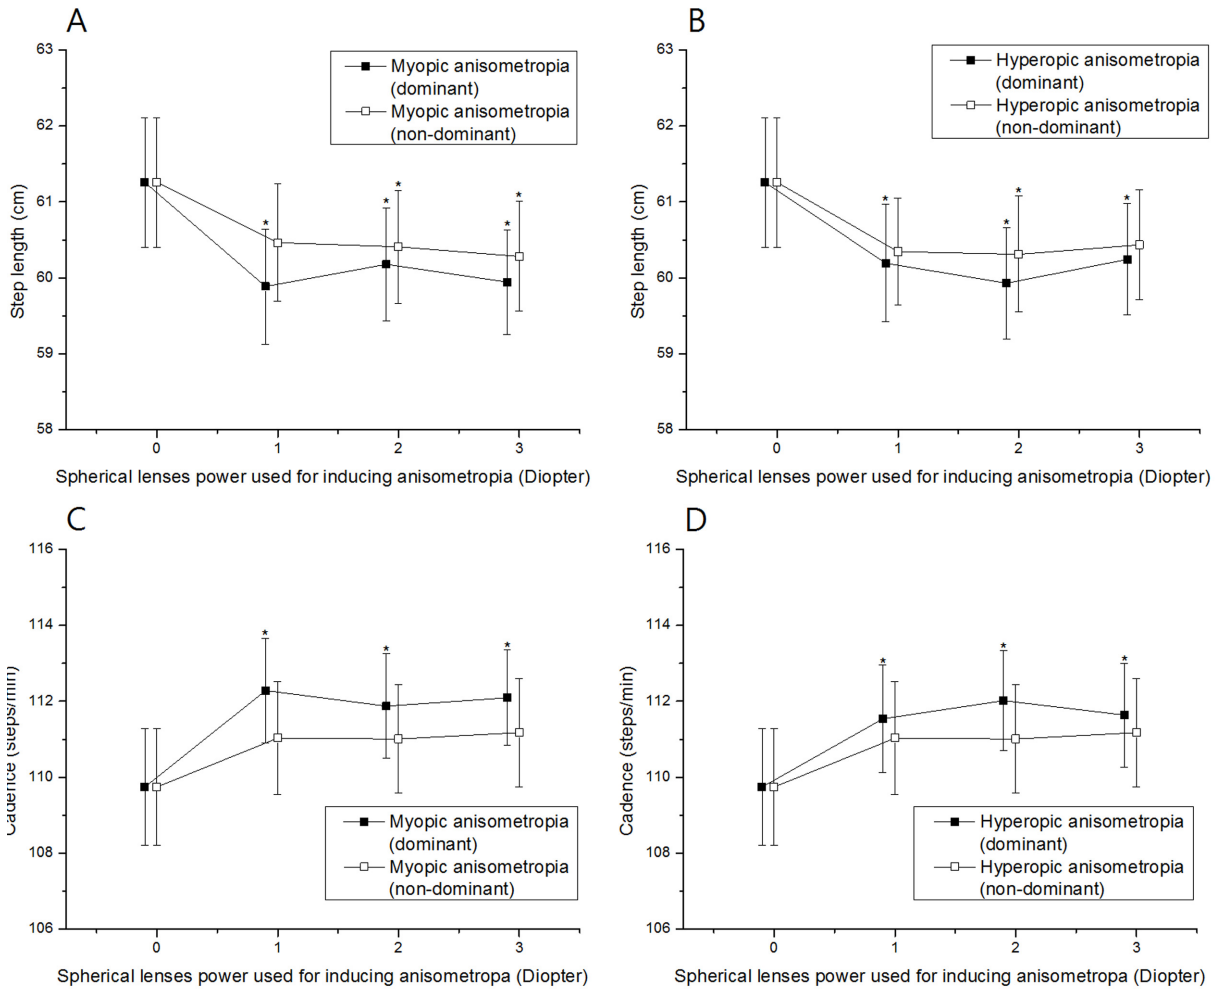 A
63
62
61
60
59
58
Step length (cm)
Myopic anisometropia
(dominant)
Myopic anisometropia
(non-dominant)
*
*
*
*
*
0 1 2 3
Spherical lenses power used for inducing anisometropia (Diopter)
B
63
62
61
60
59
58
Step length (cm)
Hyperopic anisometropia
(dominant)
Hyperopic anisometropia
(non-dominant)
*
*
*
*
0 1 2 3
Spherical lenses power used for inducing anisometropia (Diopter)
C
116
114
112
110
108
106
Cadence (steps/min)
*
*
*
Myopic anisometropia
(dominant)
Myopic anisometropia
(non-dominant)
0 1 2 3
Spherical lenses power used for inducing anisometropa (Diopter)
D
116
114
112
110
108
106
Cadence (steps/min)
*
*
*
Hyperopic anisometropia
(dominant)
Hyperopic anisometropia
(non-dominant)
0 1 2 3
Spherical lenses power used for inducing anisometropa (Diopter)